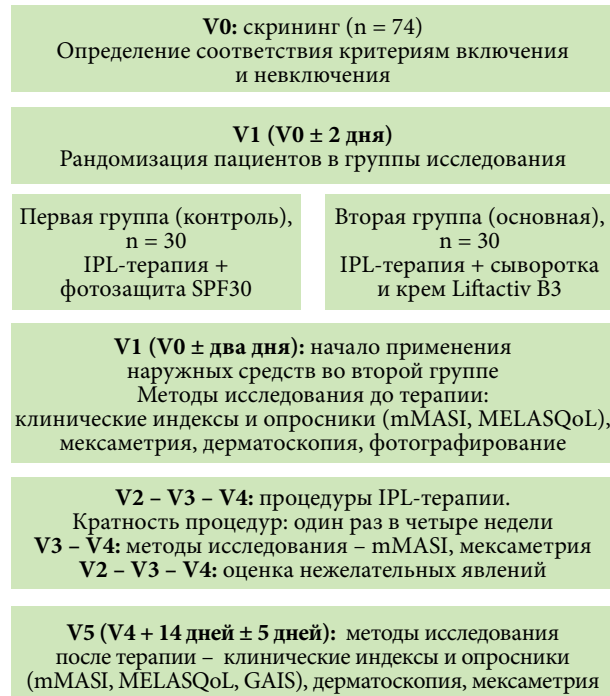 V0: скрининг (n = 74)
Определение соответствия критериям включения
и невключения
V1 (V0 ± 2 дня)
Рандомизация пациентов в группы исследования
Первая группа (контроль),
n = 30
IPL-терапия +
фотозащита SPF30
Вторая группа (основная),
n = 30
IPL-терапия + сыворотка
и крем Liftactiv B3
V1 (V0 ± два дня): начало применения
наружных средств во второй группе
Методы исследования до терапии:
клинические индексы и опросники (mMASI, MELASQoL),
мексаметрия, дерматоскопия, фотографирование
V2 – V3 – V4: процедуры IPL-терапии.
Кратность процедур: один раз в четыре недели
V3 – V4: методы исследования – mMASI, мексаметрия
V2 – V3 – V4: оценка нежелательных явлений
V5 (V4 + 14 дней ± 5 дней): методы исследования
после терапии – клинические индексы и опросники
(mMASI, MELASQoL, GAIS), дерматоскопия, мексаметрия